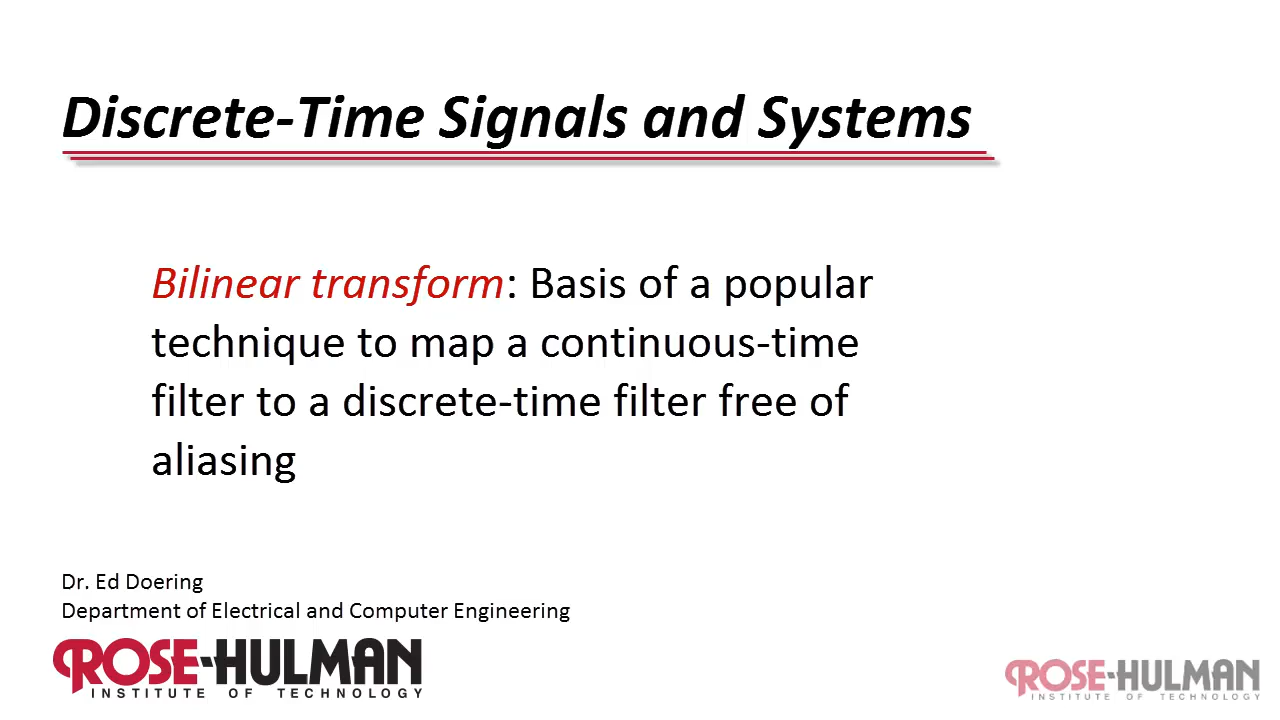 Discrete-Time Signals and Systems
Bilinear transform: Basis of a popular
technique to map a continuous-time
filter to a discrete-time filter free of
aliasing
Dr. Ed Doering
Department of Electrical and Computer Engineering
ROSE-HULMAN
INSTITUTE OF TECHNOLOGY
ROSE-HULMAN
INSTITUTE OF TECHNOLOGY